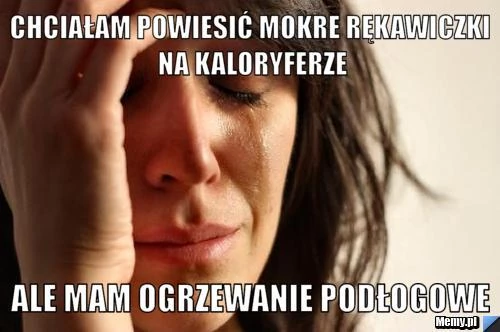 CHCIAŁAM POWIESIĆ MOKRE RĘKAWICZKI
NA KALORYFERZE
ALE MAM OGRZEWANIE PODŁOGOWE
Memy.pl